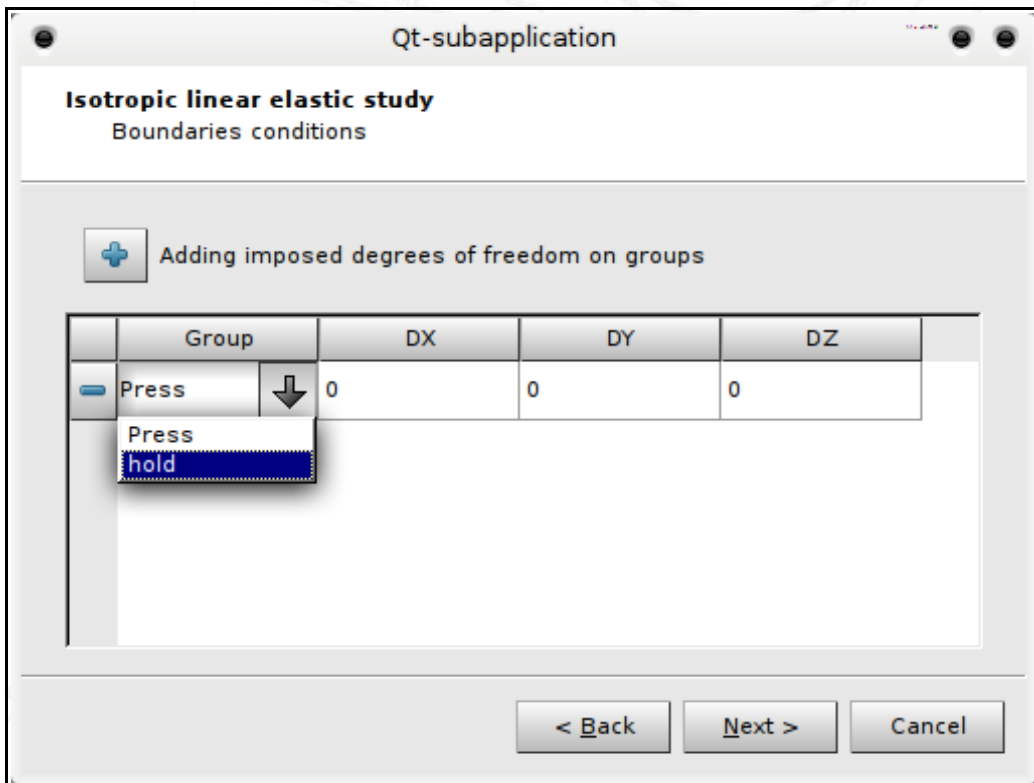 Qt-subapplication
Isotropic linear elastic study
Boundaries conditions
Adding imposed degrees of freedom on groups
Group DX DY DZ
Press 0 0 0
Press
hold
< Back Next > Cancel